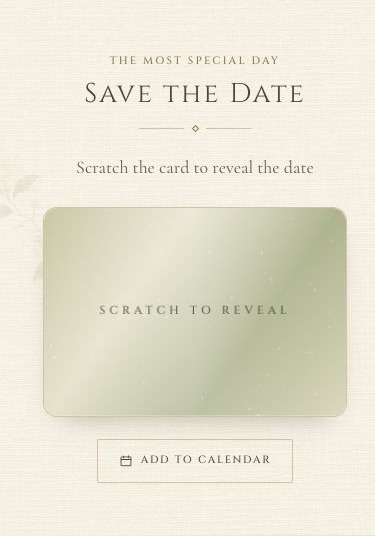 THE MOST SPECIAL DAY
Save the Date
Scratch the card to reveal the date
SCRATCH TO REVEAL
ADD TO CALENDAR